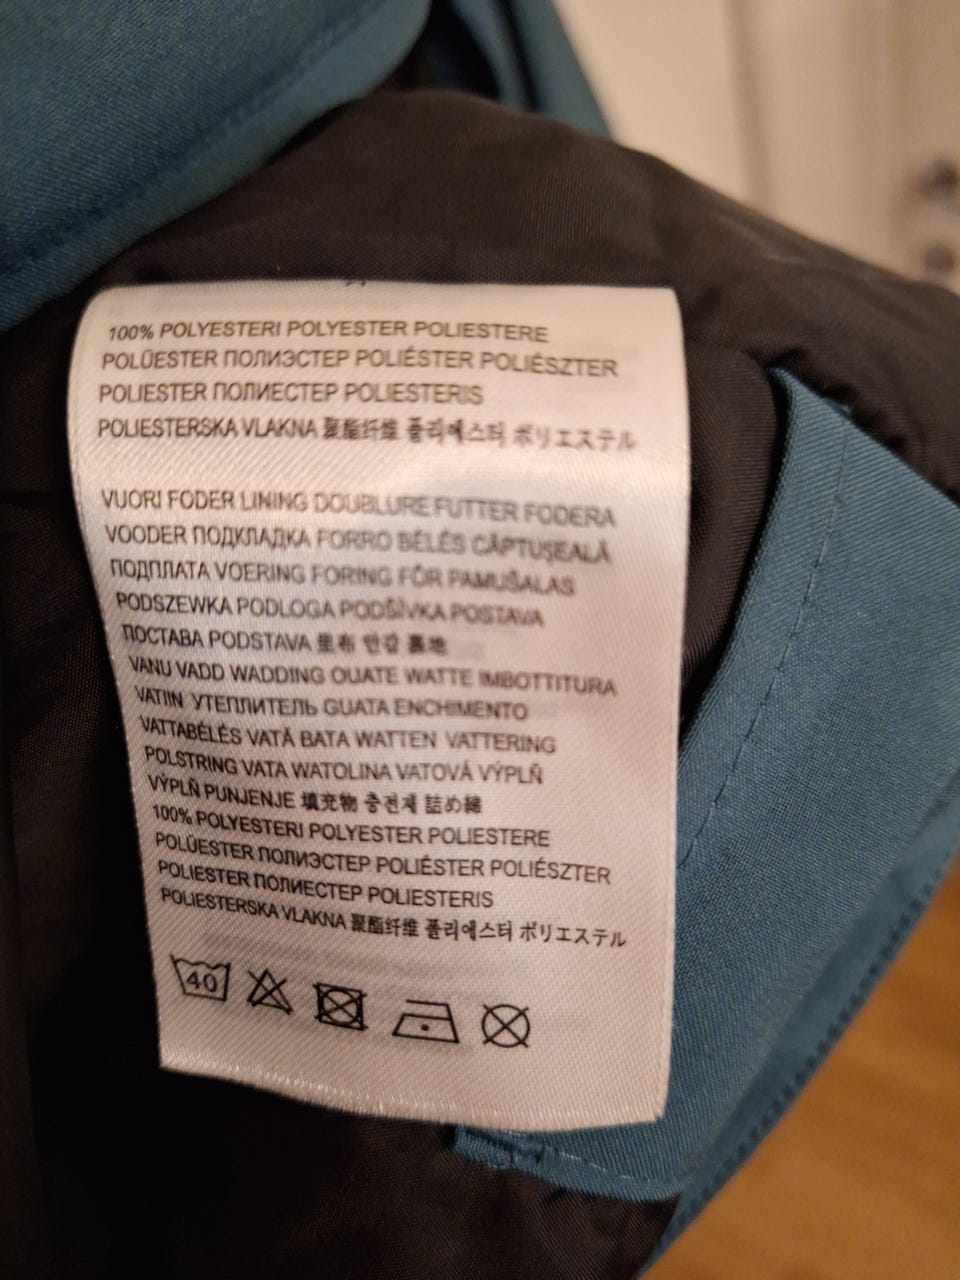 100% POLYESTERI POLYESTER POLIESTERE
POLÜESTER ПОЛИЭСТЕР POLIÉSTER POLIÉSZTER
POLIESTER ПОЛИЕСТЕР POLIESTERIS
POLIESTERSKA VLAKNA 聚酯纤维 폴리에스터 ポリエステル
VUORI FODER LINING DOUBLURE FUTTER FODERA
VOODER ПОДКЛАДКА FORRO BÉLÉS CĂPTUȘEALĂ
ПОДПЛАТА VOERING FORING FÔR PAMUŠALAS
PODSZEWKA PODLOGA PODŠÍVKA POSTAVA
ПОСТАВА PODSTAVA 里布 안감 裏地
VANU VADD WADDING OUATE WATTE IMBOTTITURA
VATIIN УТЕПЛИТЕЛЬ GUATA ENCHIMENTO
VATTABÉLÉS VATĂ ВАТА WATTEN VATTERING
POLSTRING VATA WATOLINA VATOVÁ VÝPLŇ
VÝPLŇ PUNJENJE 填充物 충전재 詰め綿
100% POLYESTERI POLYESTER POLIESTERE
POLÜESTER ПОЛИЭСТЕР POLIÉSTER POLIÉSZTER
POLIESTER ПОЛИЕСТЕР POLIESTERIS
POLIESTERSKA VLAKNA 聚酯纤维 폴리에스터 ポリエステル
40